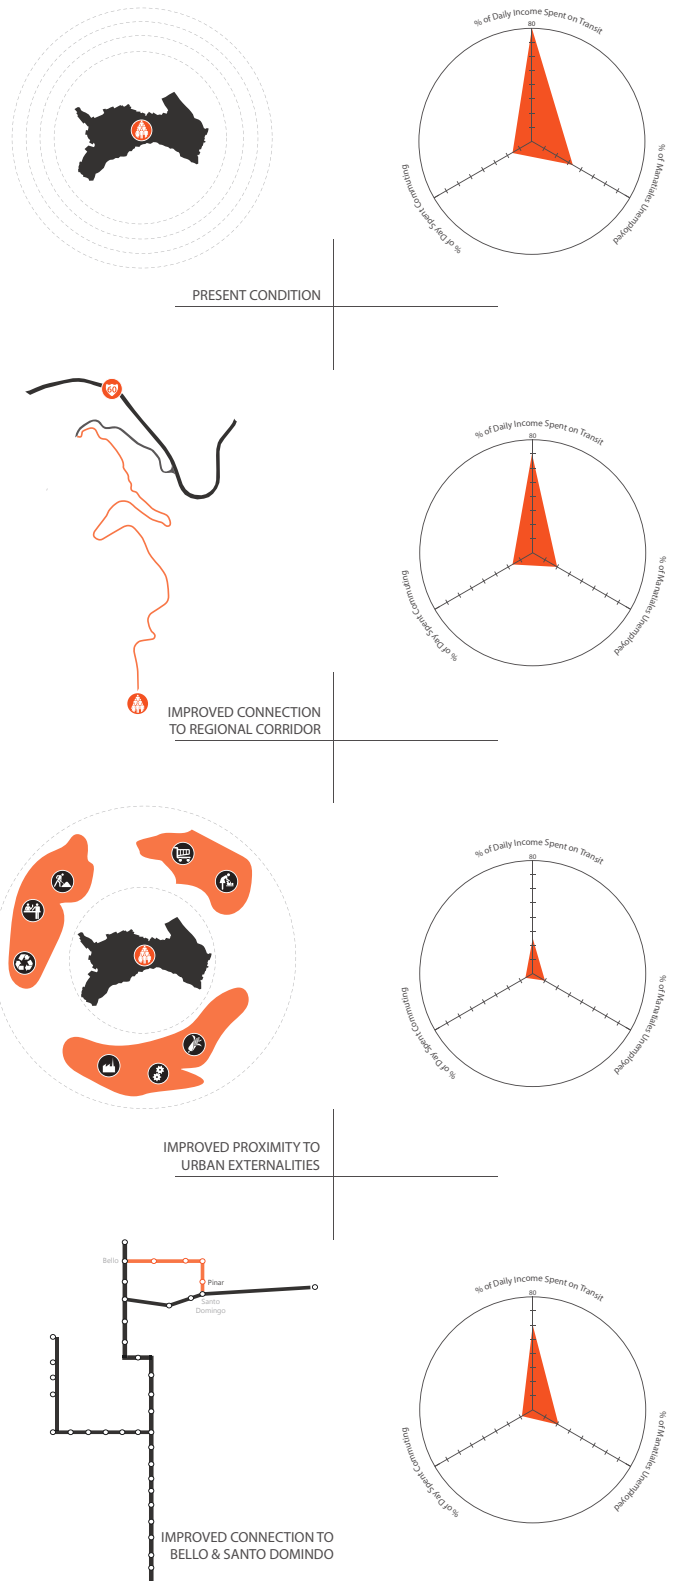 % of Daily Income Spent on Transit
80
% of Manatiales Unemployed
% of Day Spent Commuting
PRESENT CONDITION
60
% of Daily Income Spent on Transit
80
% of Manatiales Unemployed
% of Day Spent Commuting
IMPROVED CONNECTION
TO REGIONAL CORRIDOR
% of Daily Income Spent on Transit
80
% of Manatiales Unemployed
% of Day Spent Commuting
IMPROVED PROXIMITY TO
URBAN EXTERNALITIES
Bello
Pinar
Santo
Domingo
% of Daily Income Spent on Transit
80
% of Manatiales Unemployed
% of Day Spent Commuting
IMPROVED CONNECTION TO
BELLO & SANTO DOMINDO